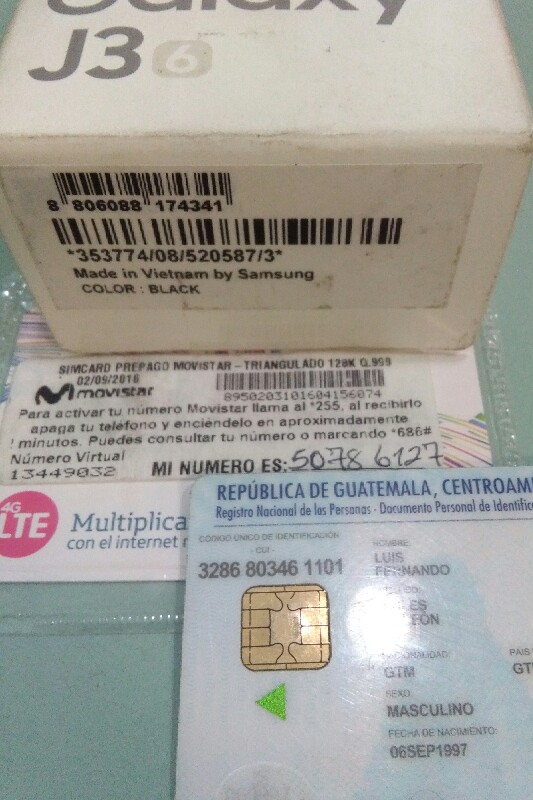 Galaxy
J3 6
8 806088 174341
*353774/08/520587/3*
Made in Vietnam by Samsung
COLOR : BLACK
SIMCARD PREPAGO MOVISTAR - TRIANGULADO 128K Q.999
02/09/2016
movistar
8950203101604156074
Para activar tu número Movistar llama al *255, al recibirlo
apaga tu teléfono y enciéndelo en aproximadamente
minutos. Puedes consultar tu número o marcando *686#
Número Virtual
13449032
MI NUMERO ES: 5078 6127
4G
LTE
Multiplica
con el internet
REPÚBLICA DE GUATEMALA,
Registro Nacional de las Personas - Documento Personal de
CÓDIGO ÚNICO DE IDENTIFICACIÓN
- CUI -
3286 80346 1101
NOMBRE
LUIS
FERNANDO
GTM
SEXO
MASCULINO
FECHA DE NACIMIENTO
06SEP1997